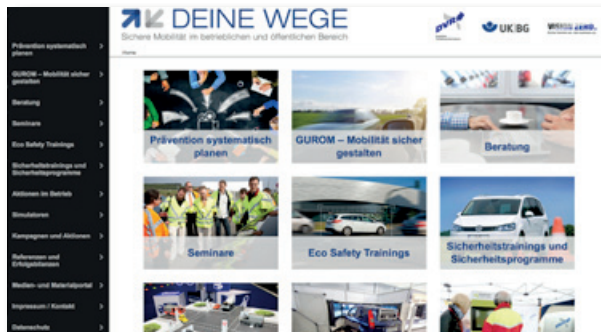 DEINE WEGE
Sichere Mobilität im betrieblichen und öffentlichen Bereich
DVR
UK|BG
VISION ZERO.
Home
Prävention systematisch
planen
GUROM – Mobilität sicher
gestalten
Beratung
Seminare
Eco Safety Trainings
Sicherheitstrainings und
Sicherheitsprogramme
Aktionen im Betrieb
Simulatoren
Kampagnen und Aktionen
Referenzen und
Erfolgsbilanzen
Medien- und Materialportal
Impressum / Kontakt
Datenschutz
Prävention systematisch
planen
GUROM – Mobilität sicher
gestalten
Beratung
Seminare
Eco Safety Trainings
Sicherheitstrainings und
Sicherheitsprogramme